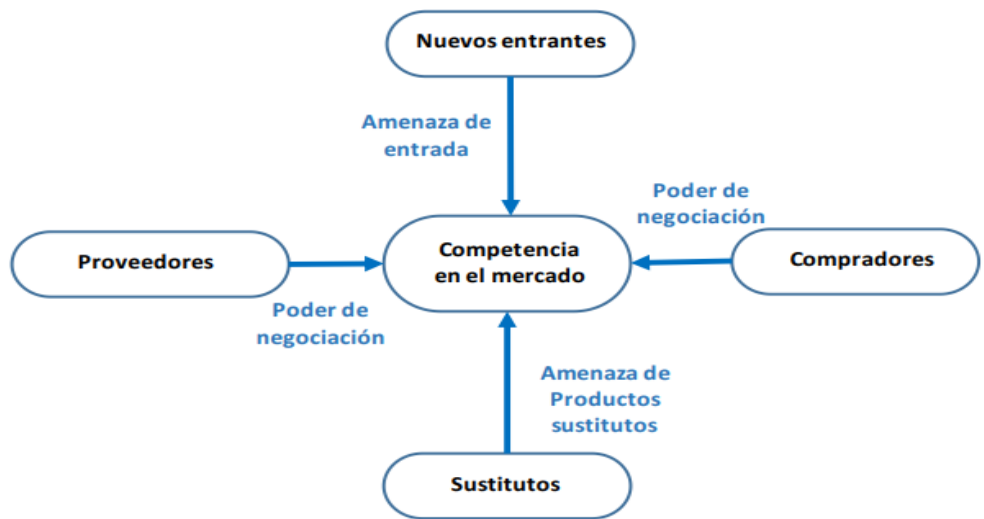 Nuevos entrantes
Amenaza de
entrada
Poder de
negociación
Proveedores
Competencia
en el mercado
Compradores
Poder de
negociación
Amenaza de
Productos
sustitutos
Sustitutos